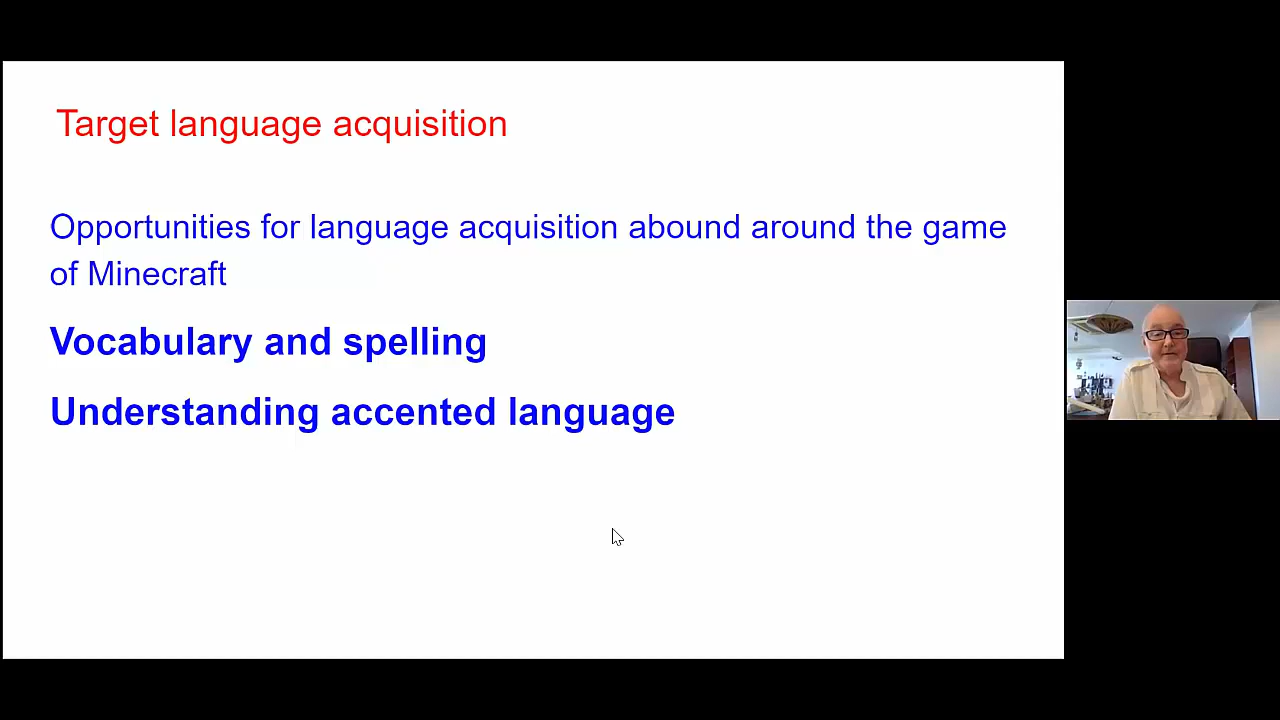 Target language acquisition
Opportunities for language acquisition abound around the game
of Minecraft
Vocabulary and spelling
Understanding accented language